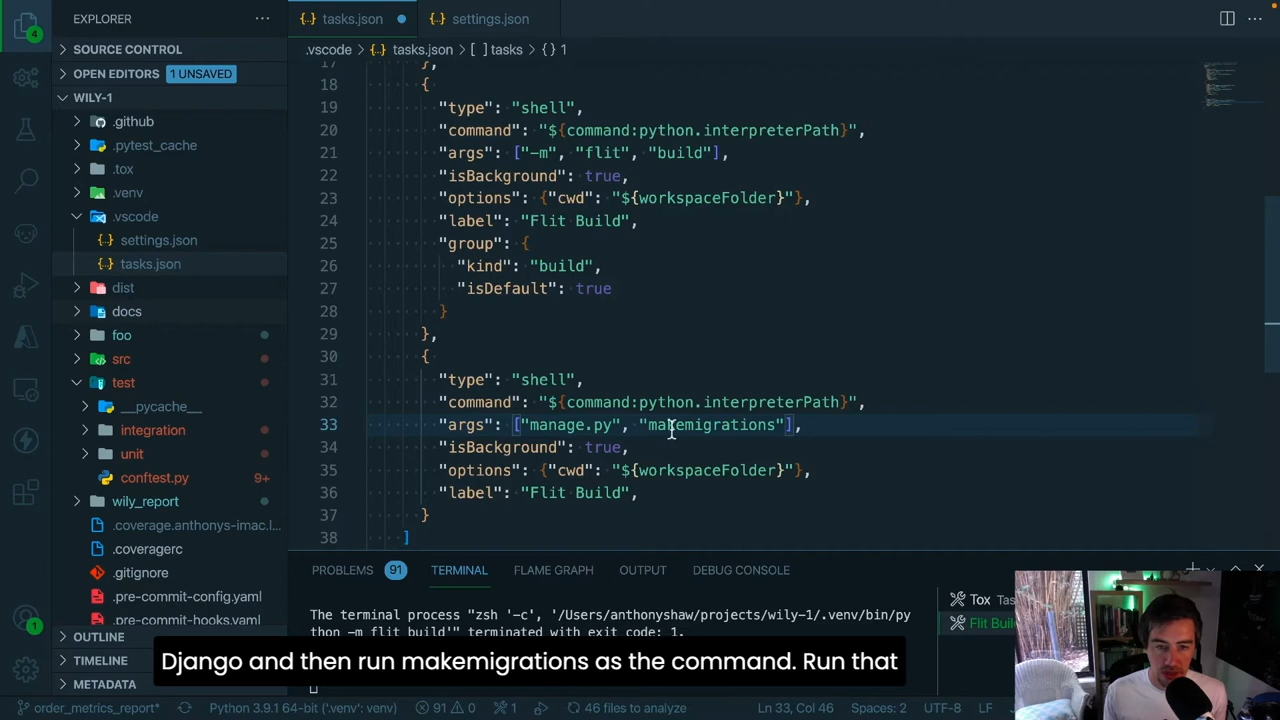 EXPLORER
tasks.json
settings.json
SOURCE CONTROL
OPEN EDITORS 1 UNSAVED
WILY-1
.github
.pytest_cache
.tox
.venv
.vscode
settings.json
tasks.json
dist
docs
foo
src
test
__pycache__
integration
unit
conftest.py 9+
wily_report
.coverage.anthonys-imac.l...
.coveragerc
.gitignore
.pre-commit-config.yaml
.pre-commit-hooks.yaml
OUTLINE
TIMELINE
METADATA
4
1
.vscode > tasks.json > [ ] tasks > {} 1
17 },
18 {
19 "type": "shell",
20 "command": "${command:python.interpreterPath}",
21 "args": ["-m", "flit", "build"],
22 "isBackground": true,
23 "options": {"cwd": "${workspaceFolder}"},
24 "label": "Flit Build",
25 "group": {
26 "kind": "build",
27 "isDefault": true
28 }
29 },
30 {
31 "type": "shell",
32 "command": "${command:python.interpreterPath}",
33 "args": ["manage.py", "makemigrations"],
34 "isBackground": true,
35 "options": {"cwd": "${workspaceFolder}"},
36 "label": "Flit Build",
37 }
38 ]
PROBLEMS 91 TERMINAL FLAME GRAPH OUTPUT DEBUG CONSOLE
The terminal process "zsh '-c', '/Users/anthonyshaw/projects/wily-1/.venv/bin/py
thon -m flit build'" terminated with exit code: 1.
Tox Tas
Flit Buil
Django and then run makemigrations as the command. Run that
order_metrics_report* Python 3.9.1 64-bit ('.venv': venv) 91 0 1 46 files to analyze Ln 33, Col 46 Spaces: 2 UTF-8 LF